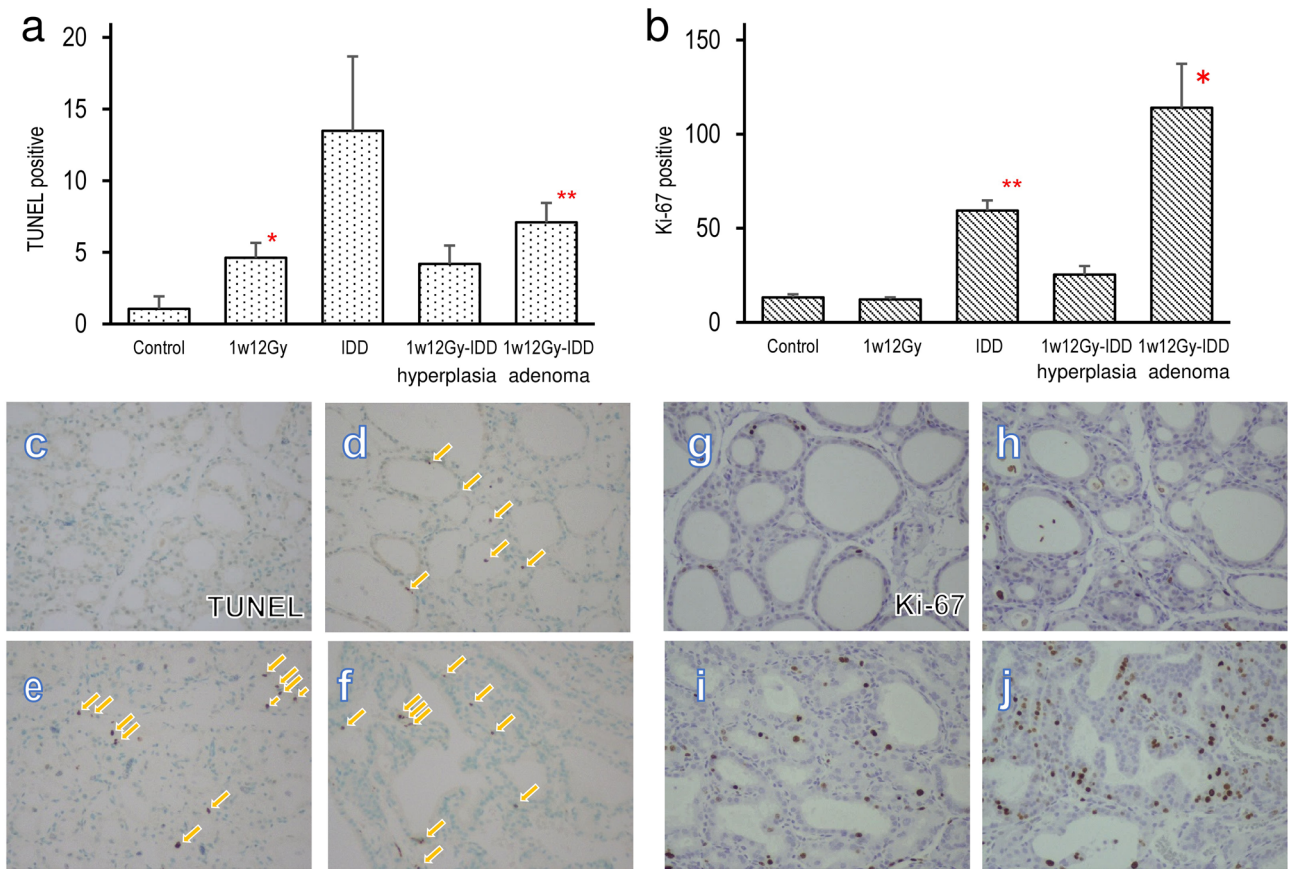 a
20
15
10
5
0
TUNEL positive
*
**
Control
1w12Gy
IDD
1w12Gy-IDD
hyperplasia
1w12Gy-IDD
adenoma
b
150
100
50
0
Ki-67 positive
**
*
Control
1w12Gy
IDD
1w12Gy-IDD
hyperplasia
1w12Gy-IDD
adenoma
c
TUNEL
d
g
Ki-67
h
e
f
i
j